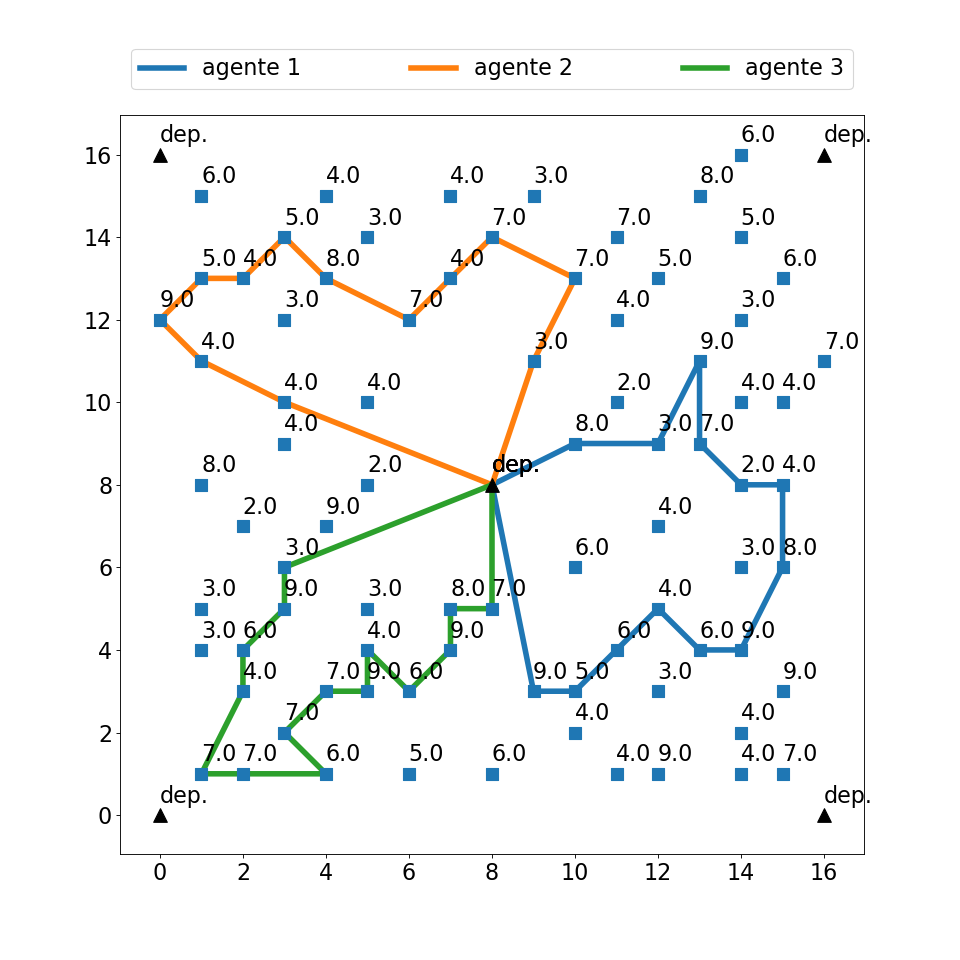 agente 1 agente 2 agente 3
6.0
16 dep. dep.
6.0 4.0 4.0 3.0 8.0
14 5.0 3.0 7.0 7.0 5.0
5.0 4.0 8.0 4.0 7.0 5.0 6.0
12 9.0 3.0 7.0 4.0 3.0
4.0 3.0 9.0 7.0
10 4.0 4.0 2.0 4.0 4.0
4.0 8.0 3.0 7.0
8 8.0 2.0 dep. 2.0 4.0
2.0 9.0 4.0
6 3.0 6.0 3.0 8.0
3.0 9.0 3.0 8.0 7.0 4.0
4 3.0 6.0 4.0 9.0 6.0 6.0 9.0
4.0 7.0 9.0 6.0 9.0 5.0 3.0 9.0
2 7.0 4.0 4.0
7.0 7.0 6.0 5.0 6.0 4.0 9.0 4.0 7.0
0 dep. dep.
0 2 4 6 8 10 12 14 16